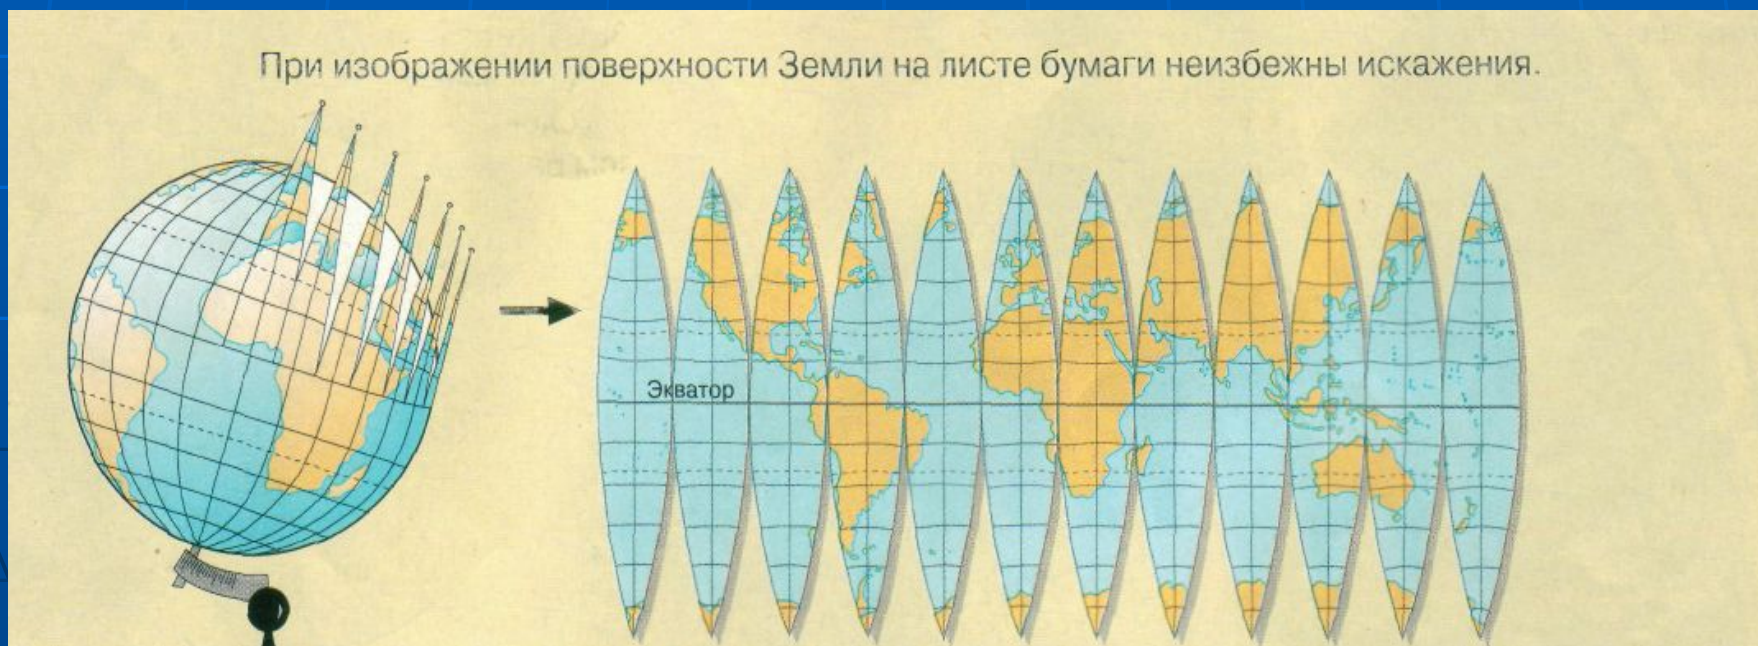 При изображении поверхности Земли на листе бумаги неизбежны искажения.
Экватор